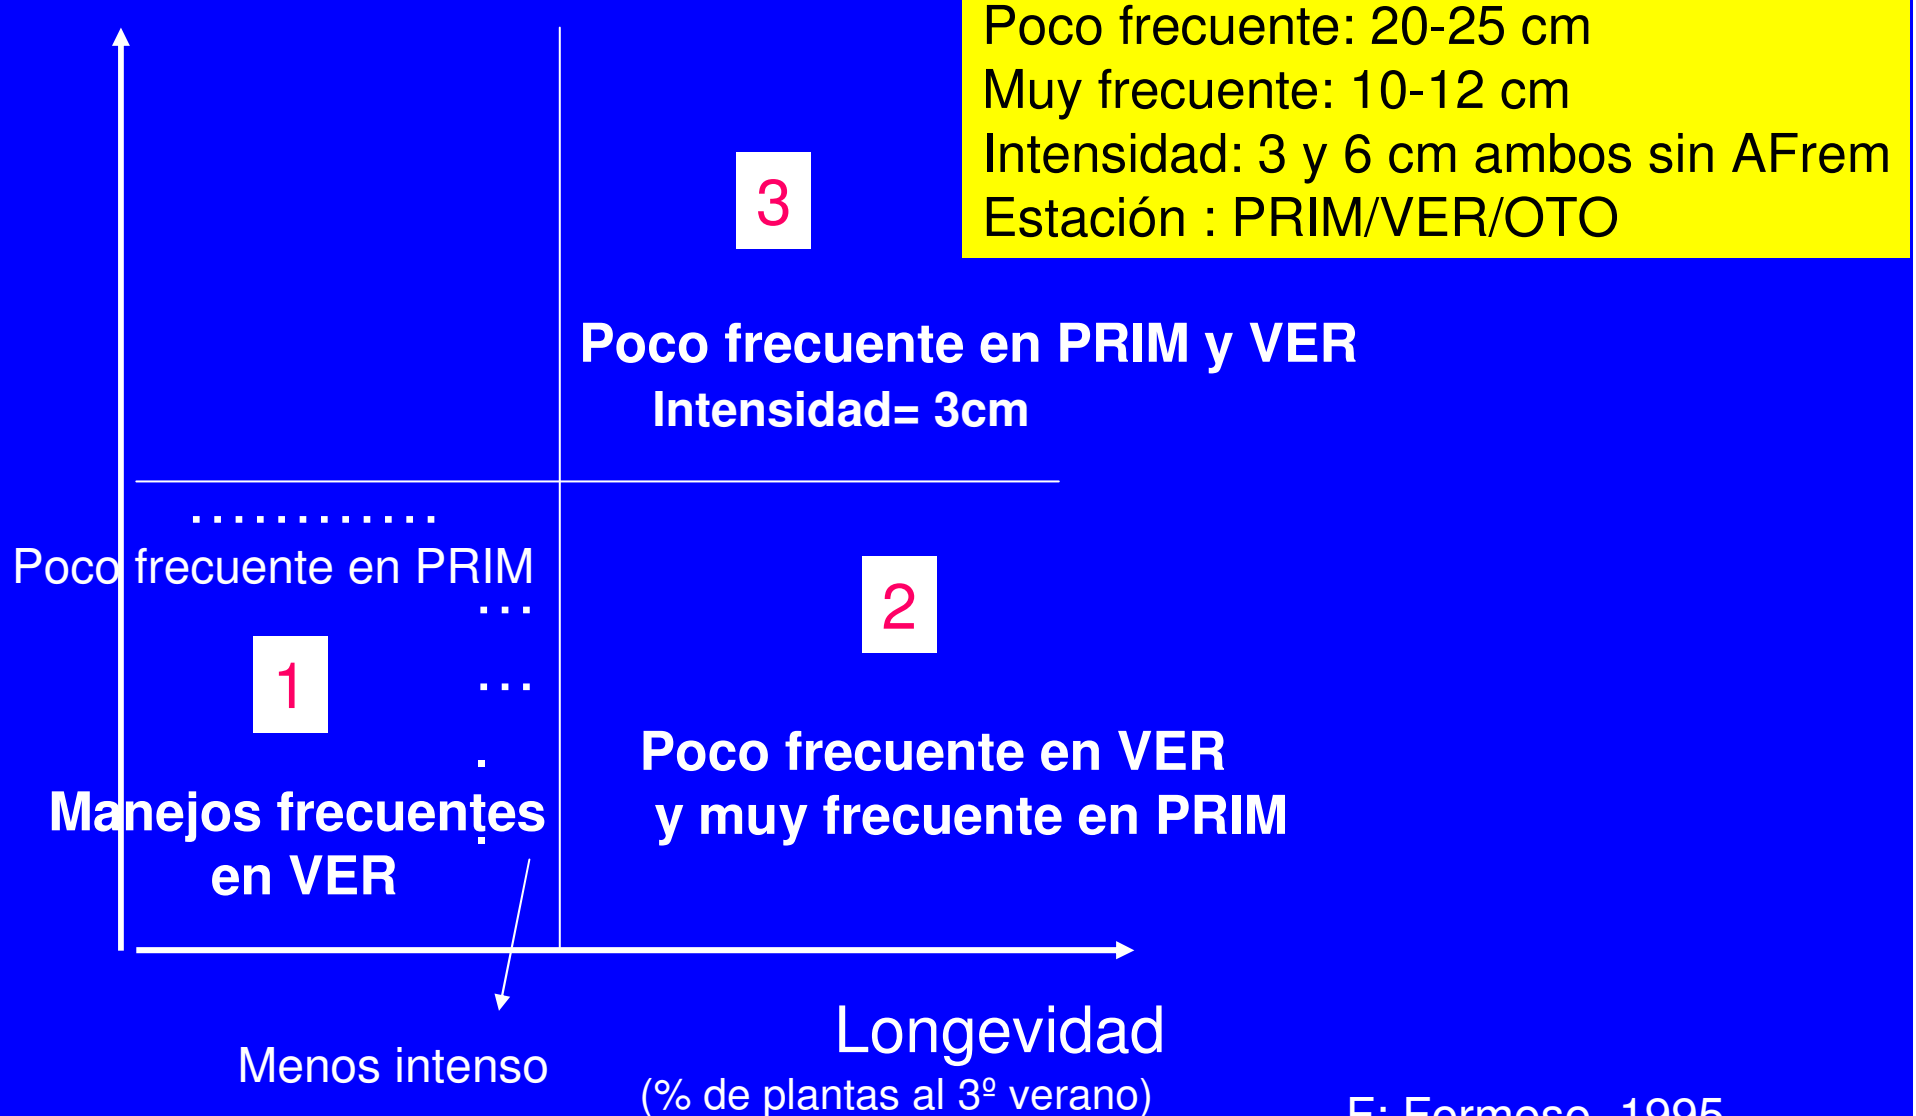 Poco frecuente: 20-25 cm
Muy frecuente: 10-12 cm
Intensidad: 3 y 6 cm ambos sin AFrem
Estación : PRIM/VER/OTO
3
Poco frecuente en PRIM y VER
Intensidad= 3cm
............
Poco frecuente en PRIM
...
2
1
...
Poco frecuente en VER
y muy frecuente en PRIM
.
Manejos frecuentes
.
en VER
Longevidad
Menos intenso
(% de plantas al 3º verano)
F: Formoso, 1995